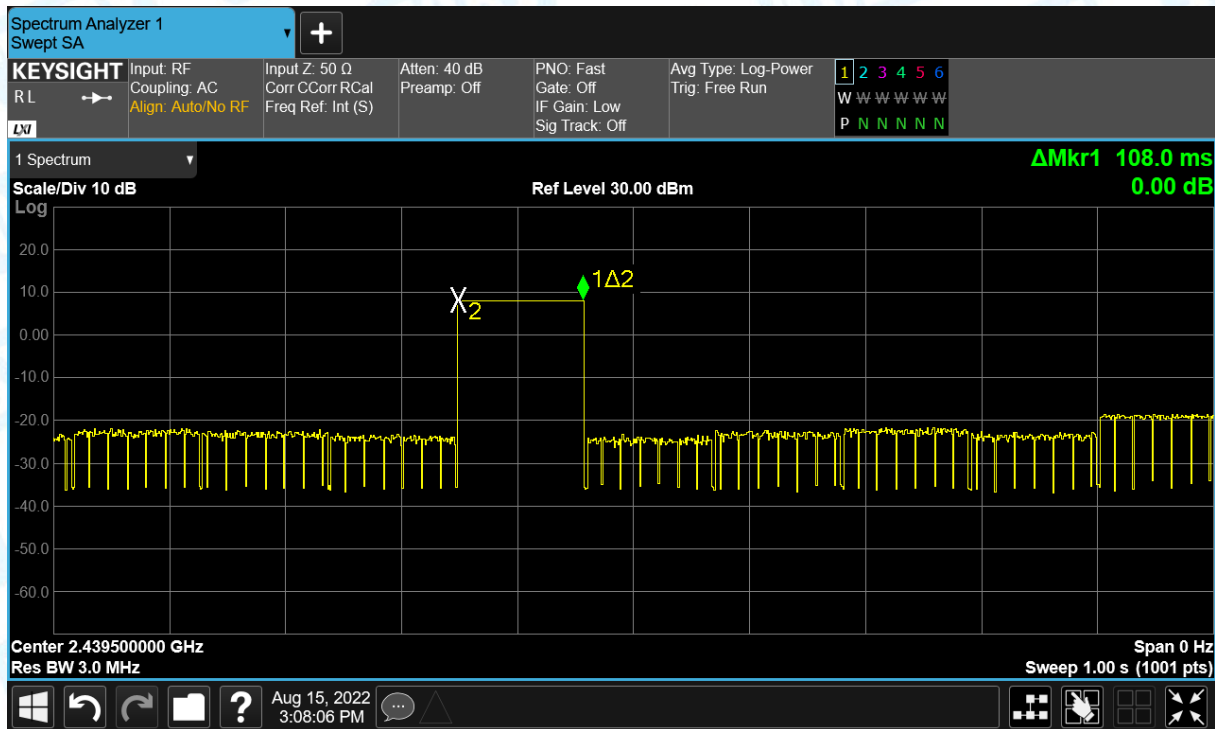 Spectrum Analyzer 1
Swept SA
KEYSIGHT
RL
LXI
Input: RF
Coupling: AC
Align: Auto/No RF
Input Z: 50 Ω
Corr CCorr RCal
Freq Ref: Int (S)
Atten: 40 dB
Preamp: Off
PNO: Fast
Gate: Off
IF Gain: Low
Sig Track: Off
Avg Type: Log-Power
Trig: Free Run
1 2 3 4 5 6
W W W W W W
P N N N N N
1 Spectrum
ΔMkr1 108.0 ms
0.00 dB
Scale/Div 10 dB
Ref Level 30.00 dBm
Log
20.0
10.0
0.00
-10.0
-20.0
-30.0
-40.0
-50.0
-60.0
X2
1Δ2
Center 2.439500000 GHz
Span 0 Hz
Res BW 3.0 MHz
Sweep 1.00 s (1001 pts)
?
Aug 15, 2022
3:08:06 PM